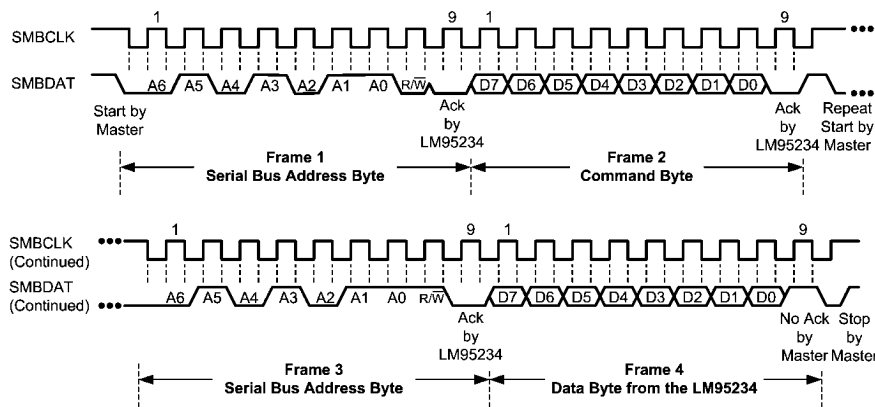 1 9 1 9
SMBCLK
SMBDAT
A6 A5 A4 A3 A2 A1 A0 R/W D7 D6 D5 D4 D3 D2 D1 D0
Start by
Master
Ack
by
LM95234
Ack
by
LM95234
Repeat
Start by
Master
Frame 1
Serial Bus Address Byte
Frame 2
Command Byte
1 9 1 9
SMBCLK
(Continued)
SMBDAT
(Continued)
A6 A5 A4 A3 A2 A1 A0 R/W D7 D6 D5 D4 D3 D2 D1 D0
Ack
by
LM95234
No Ack
by
Master
Stop
by
Master
Frame 3
Serial Bus Address Byte
Frame 4
Data Byte from the LM95234